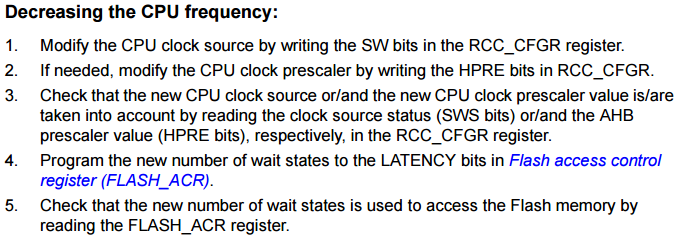 Decreasing the CPU frequency:
1. Modify the CPU clock source by writing the SW bits in the RCC_CFGR register.
2. If needed, modify the CPU clock prescaler by writing the HPRE bits in RCC_CFGR.
3. Check that the new CPU clock source or/and the new CPU clock prescaler value is/are
taken into account by reading the clock source status (SWS bits) or/and the AHB
prescaler value (HPRE bits), respectively, in the RCC_CFGR register.
4. Program the new number of wait states to the LATENCY bits in Flash access control
register (FLASH_ACR).
5. Check that the new number of wait states is used to access the Flash memory by
reading the FLASH_ACR register.